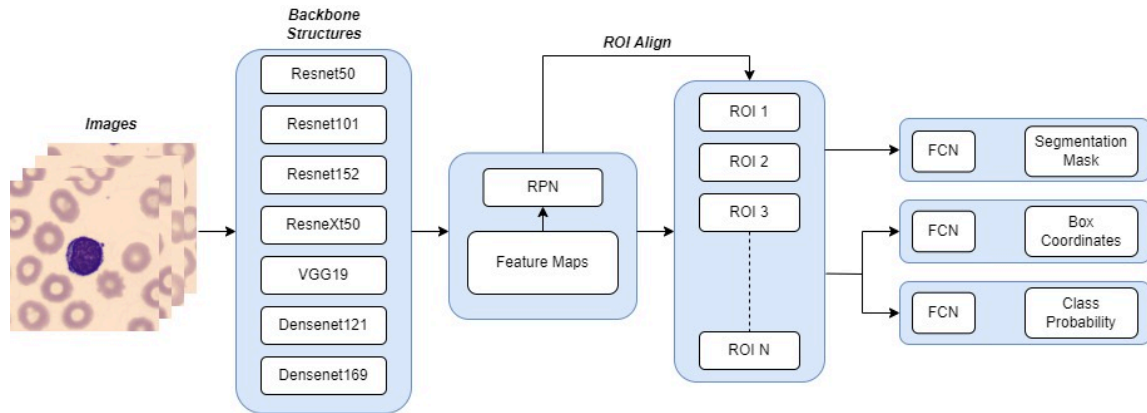 Backbone
Structures
ROI Align
Images
Resnet50
Resnet101
Resnet152
ResneXt50
VGG19
Densenet121
Densenet169
RPN
Feature Maps
ROI 1
ROI 2
ROI 3
ROI N
FCN
Segmentation
Mask
FCN
Box
Coordinates
FCN
Class
Probability